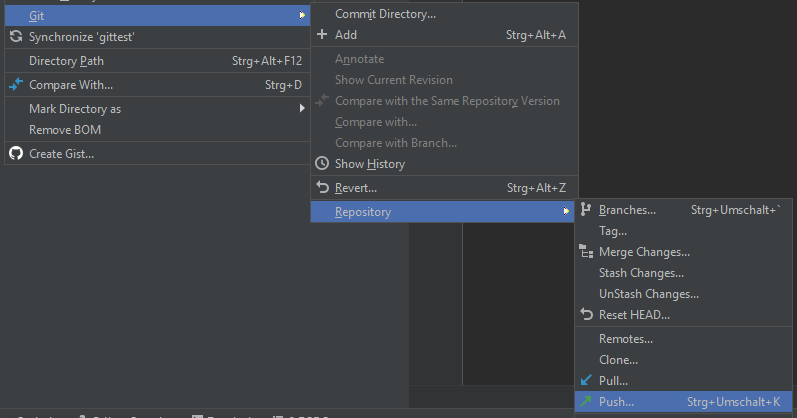 Git
Synchronize 'gittest'
Directory Path Strg+Alt+F12
Compare With... Strg+D
Mark Directory as
Remove BOM
Create Gist...
Commit Directory...
Add Strg+Alt+A
Annotate
Show Current Revision
Compare with the Same Repository Version
Compare with...
Compare with Branch...
Show History
Revert... Strg+Alt+Z
Repository
Branches... Strg+Umschalt+`
Tag...
Merge Changes...
Stash Changes...
UnStash Changes...
Reset HEAD...
Remotes...
Clone...
Pull...
Push... Strg+Umschalt+K